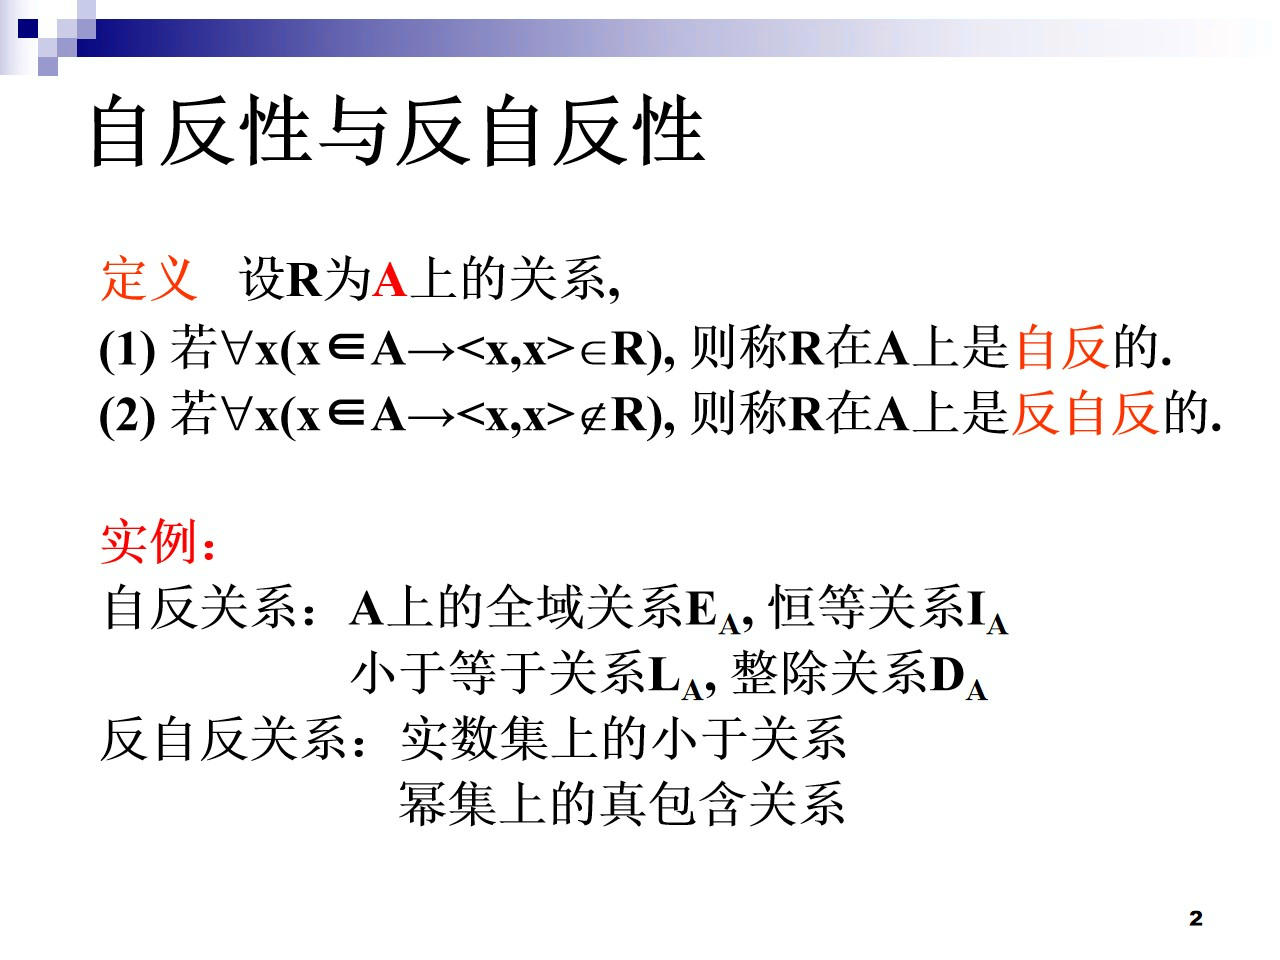 自反性与反自反性
定义 设R为A上的关系,
(1) 若∀x(x∈A→<x,x>∈R), 则称R在A上是自反的.
(2) 若∀x(x∈A→<x,x>∉R), 则称R在A上是反自反的.
实例：
自反关系：A上的全域关系E_A, 恒等关系I_A
小于等于关系L_A, 整除关系D_A
反自反关系：实数集上的小于关系
幂集上的真包含关系
2